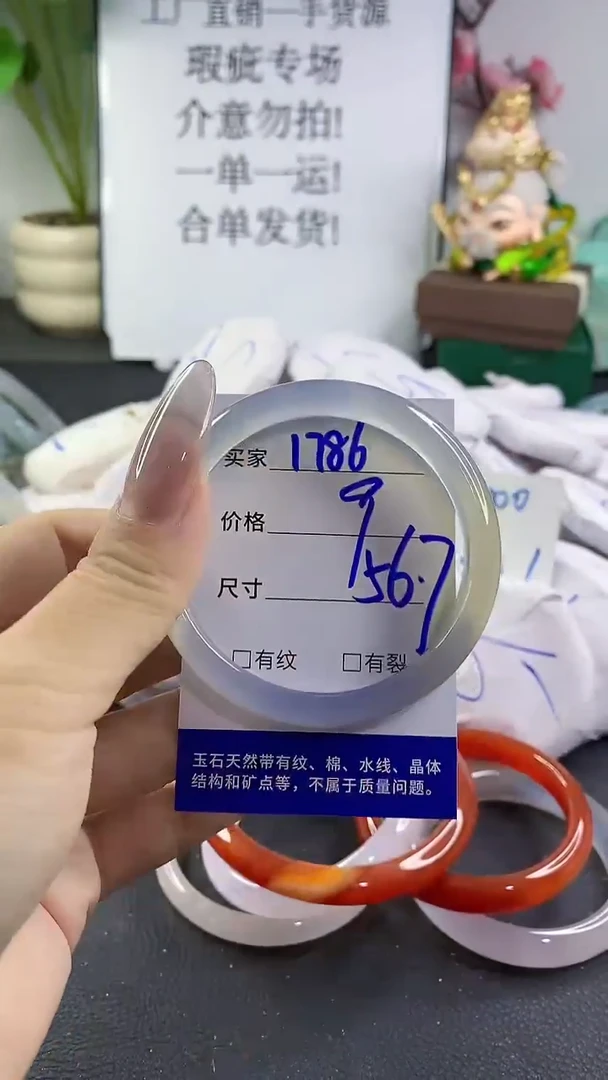 工厂直销一手货源
瑕疵专场
介意勿拍!
一单一运!
合单发货!
买家 1786
价格 9
尺寸 56.7
□有纹 □有裂
玉石天然带有纹、棉、水线、晶体
结构和矿点等，不属于质量问题。